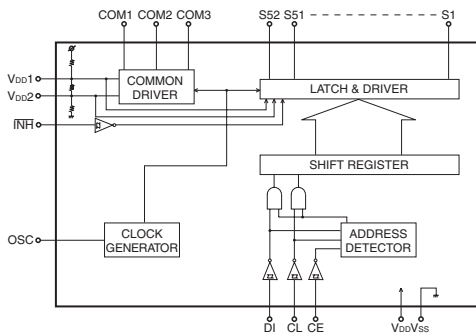 COM1 COM2 COM3 S52 S51 S1
VDD1
COMMON DRIVER
LATCH & DRIVER
VDD2
INH
SHIFT REGISTER
OSC
CLOCK GENERATOR
ADDRESS DETECTOR
DI CL CE VDD VSS